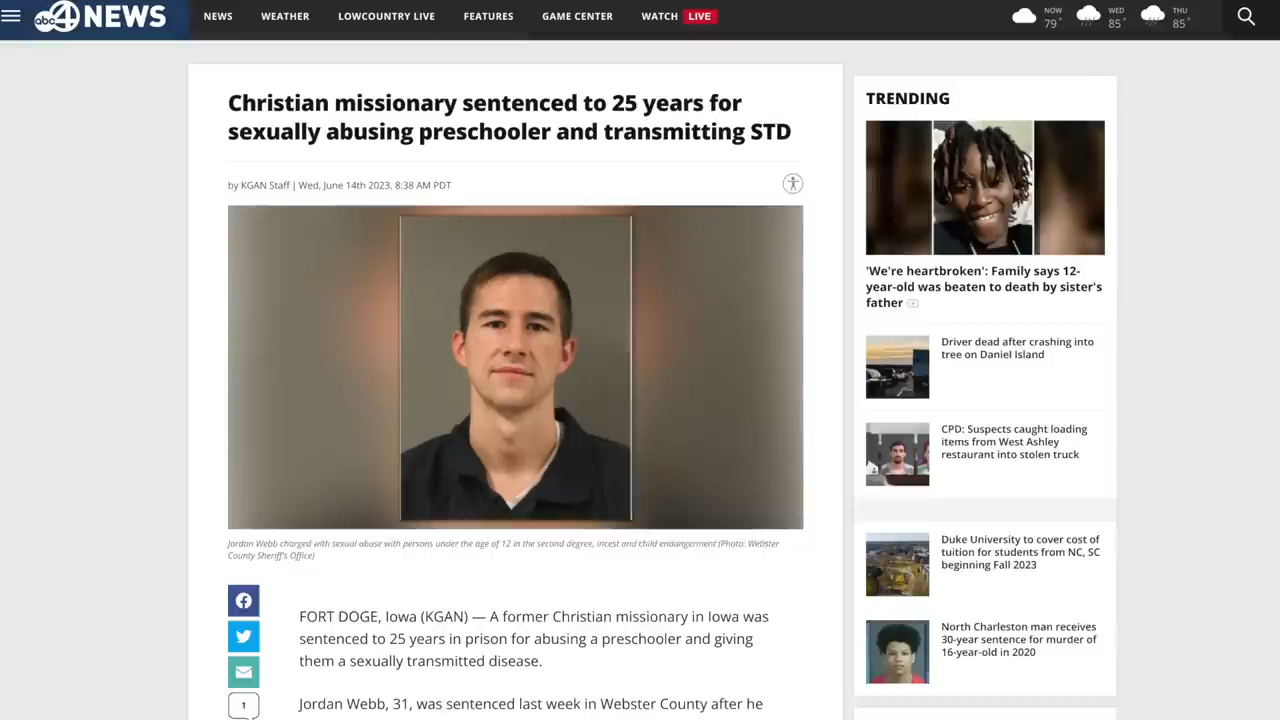 abc 4 NEWS
NEWS
WEATHER
LOWCOUNTRY LIVE
FEATURES
GAME CENTER
WATCH LIVE
NOW
79°
WED
85°
THU
85°
Christian missionary sentenced to 25 years for
sexually abusing preschooler and transmitting STD
by KGAN Staff | Wed, June 14th 2023, 8:38 AM PDT
Jordan Webb charged with sexual abuse with persons under the age of 12 in the second degree, incest and child endangerment (Photo: Webster
County Sheriff's Office)
1
FORT DOGE, Iowa (KGAN) — A former Christian missionary in Iowa was
sentenced to 25 years in prison for abusing a preschooler and giving
them a sexually transmitted disease.
Jordan Webb, 31, was sentenced last week in Webster County after he
TRENDING
'We're heartbroken': Family says 12-
year-old was beaten to death by sister's
father
Driver dead after crashing into
tree on Daniel Island
CPD: Suspects caught loading
items from West Ashley
restaurant into stolen truck
Duke University to cover cost of
tuition for students from NC, SC
beginning Fall 2023
North Charleston man receives
30-year sentence for murder of
16-year-old in 2020